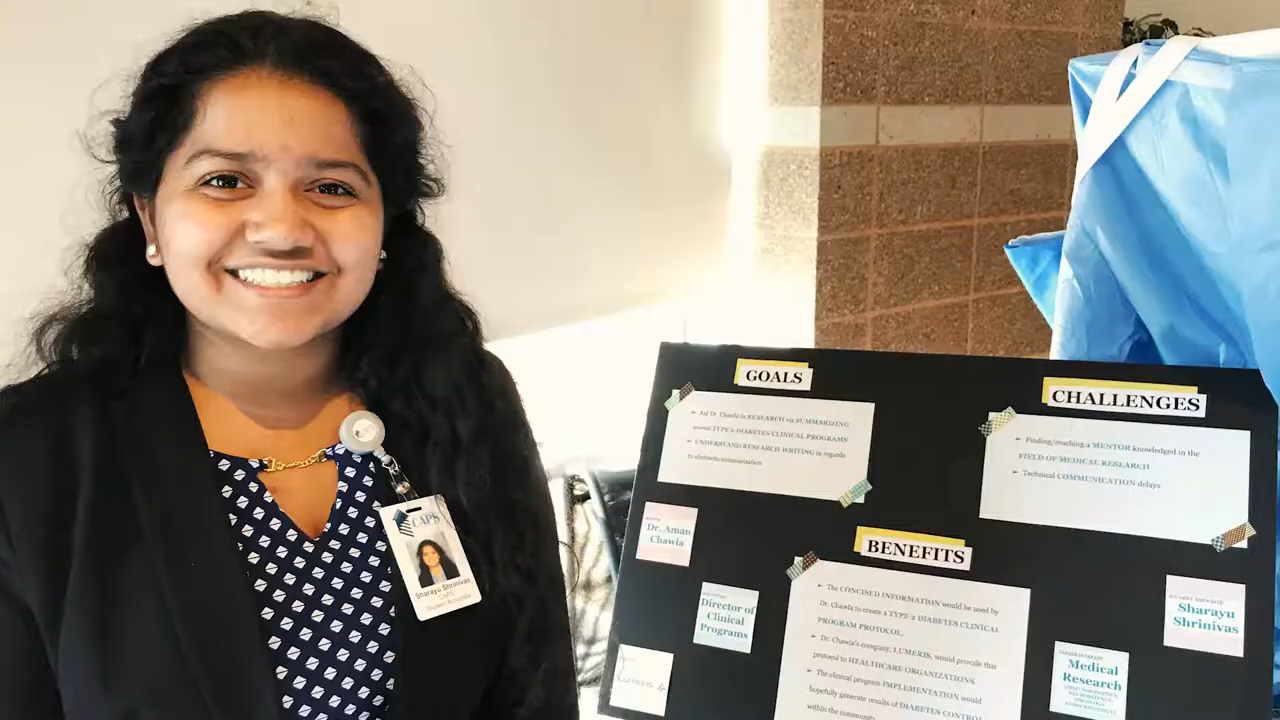 CAPS
Sharayu Shrinivas
CAPS
Student Associate
GOALS
➤ Aid Dr. Chawla in RESEARCH via SUMMARIZING
several TYPE 2 DIABETES CLINICAL PROGRAMS
➤ UNDERSTAND RESEARCH WRITING in regards
to abstracts/summarization
CHALLENGES
➤ Finding/reaching a MENTOR knowledged in the
FIELD OF MEDICAL RESEARCH
➤ Technical COMMUNICATION delays
Dr. Aman
Chawla
Director of
Clinical
Programs
Lumeris
BENEFITS
➤ The CONCISED INFORMATION would be used by
Dr. Chawla to create a TYPE 2 DIABETES CLINICAL
PROGRAM PROTOCOL.
➤ Dr. Chawla's company, LUMERIS, would provide this
protocol to HEALTHCARE ORGANIZATIONS.
➤ The clinical program IMPLEMENTATION would
hopefully generate results of DIABETES CONTROL
within the community.
STUDENT ASSOCIATE:
Sharayu
Shrinivas
CAREER INTEREST:
Medical
Research